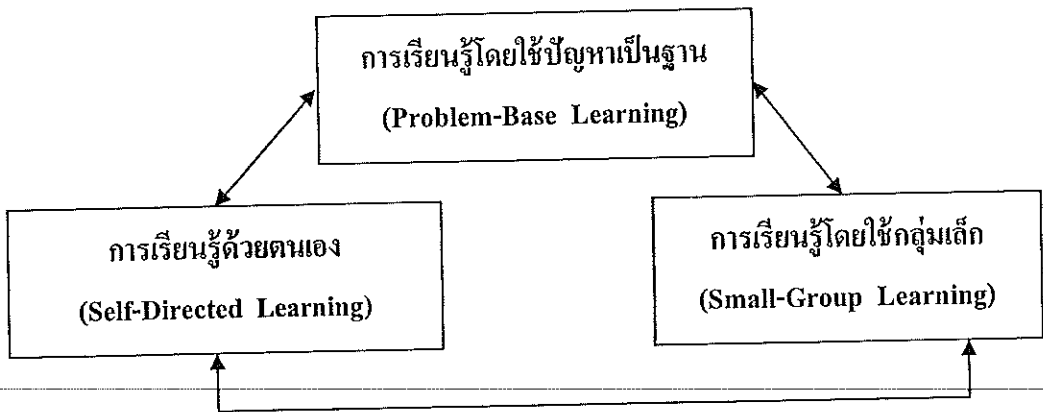 การเรียนรู้โดยใช้ปัญหาเป็นฐาน
(Problem-Base Learning)
การเรียนรู้ด้วยตนเอง
(Self-Directed Learning)
การเรียนรู้โดยใช้กลุ่มเล็ก
(Small-Group Learning)